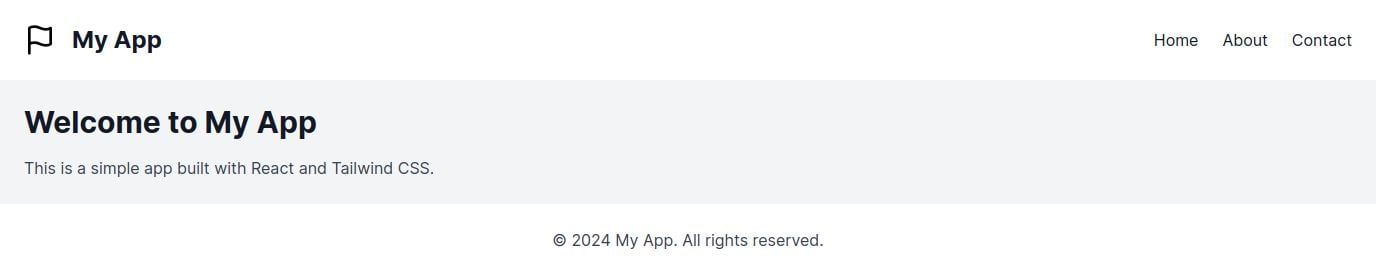 My App
Home About Contact
Welcome to My App
This is a simple app built with React and Tailwind CSS.
© 2024 My App. All rights reserved.